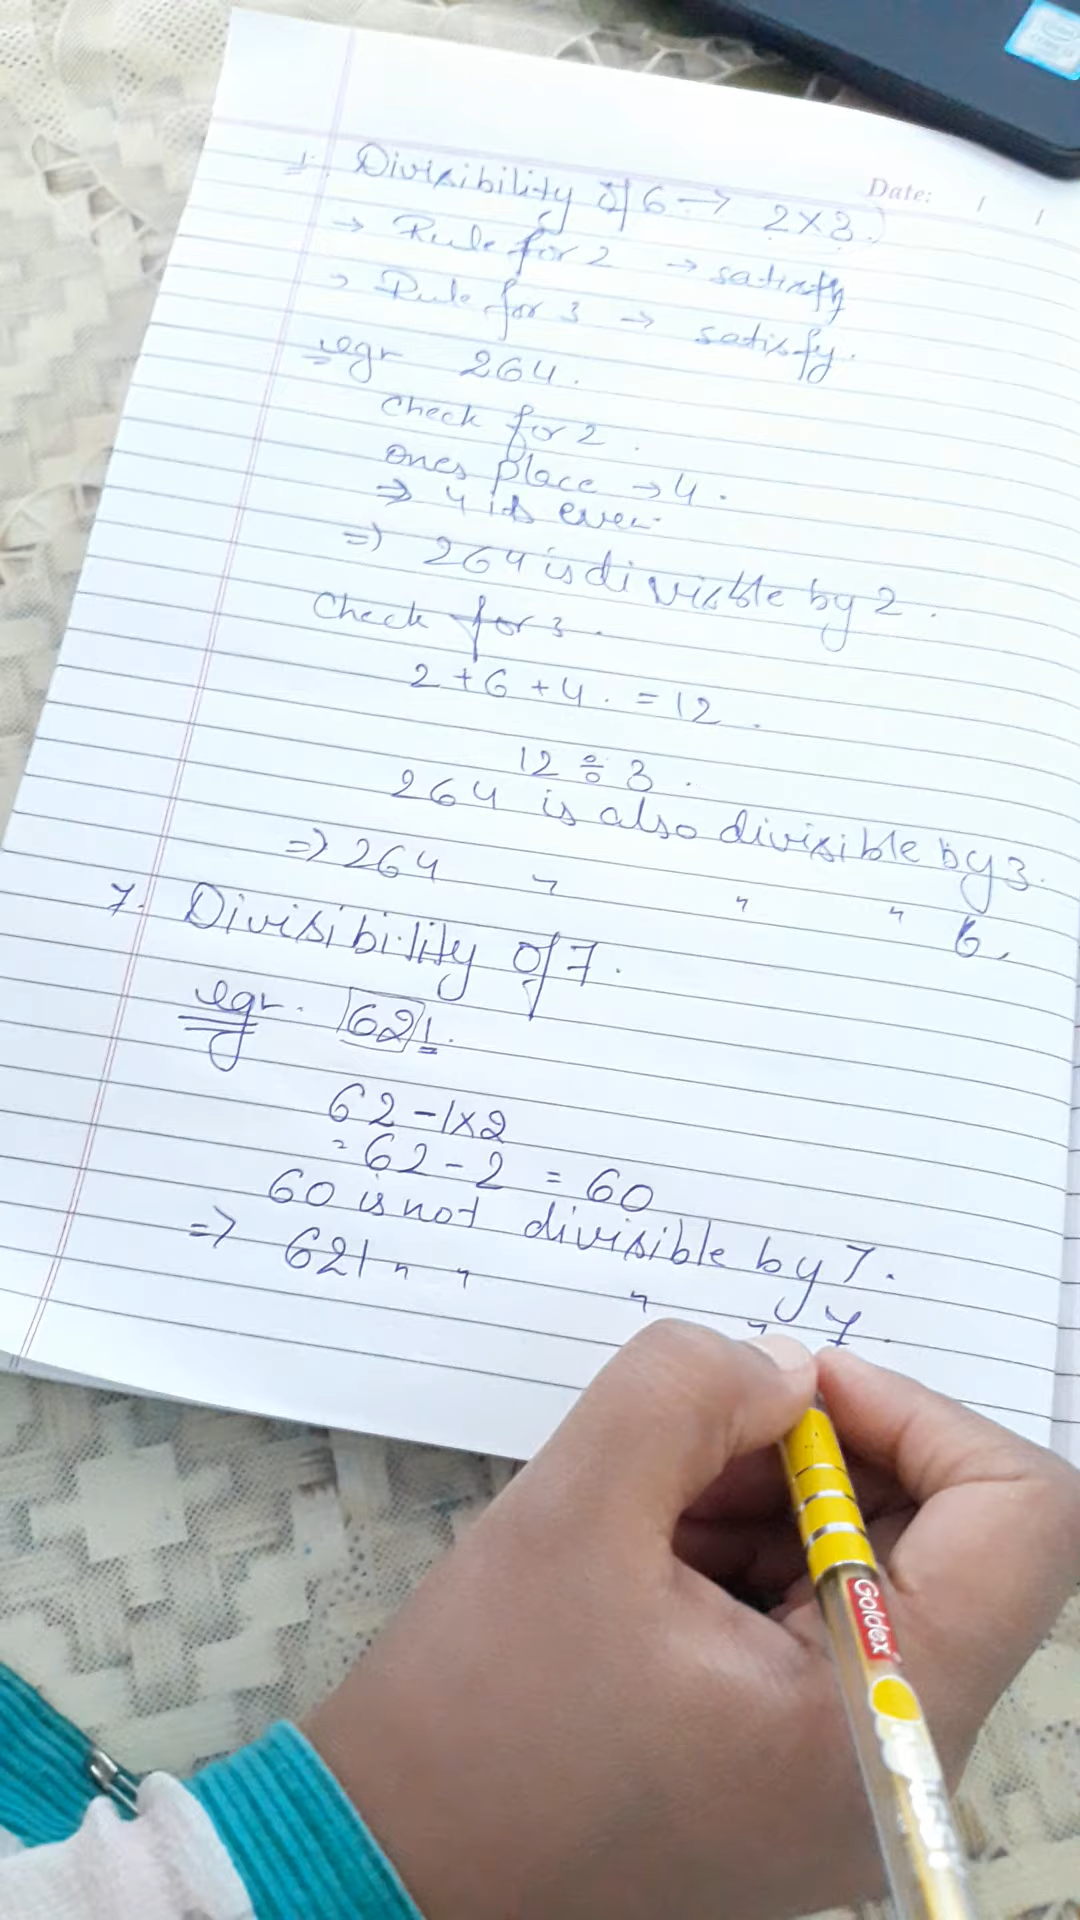 Date: / /
1. Divisibility of 6 → 2×3.)
→ Rule for 2 → satisfy
→ Rule for 3 → satisfy.
egr 264.
check for 2.
ones place → 4.
⇒ 4 is even.
⇒ 264 is divisible by 2.
Check for 3.
2 + 6 + 4. = 12.
12 ÷ 3.
264 is also divisible by 3.
⇒ 264 " " " 6.
7. Divisibility of 7.
egr. 621.
62 - 1×2
= 62 - 2 = 60
60 is not divisible by 7.
⇒ 621 " " " " 7.
Goldex